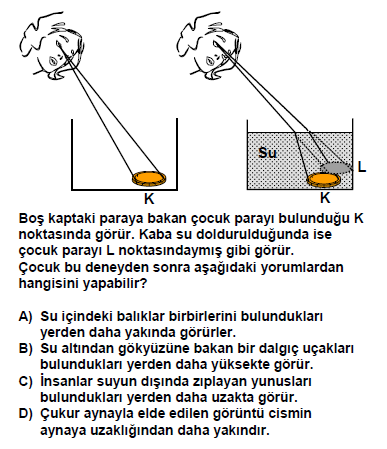 Su
L
K
K
Boş kaptaki paraya bakan çocuk parayı bulunduğu K
noktasında görür. Kaba su doldurulduğunda ise
çocuk parayı L noktasındaymış gibi görür.
Çocuk bu deneyden sonra aşağıdaki yorumlardan
hangisini yapabilir?
A) Su içindeki balıklar birbirlerini bulundukları
yerden daha yakında görürler.
B) Su altından gökyüzüne bakan bir dalgıç uçakları
bulundukları yerden daha yüksekte görür.
C) İnsanlar suyun dışında zıplayan yunusları
bulundukları yerden daha uzakta görür.
D) Çukur aynayla elde edilen görüntü cismin
aynaya uzaklığından daha yakındır.